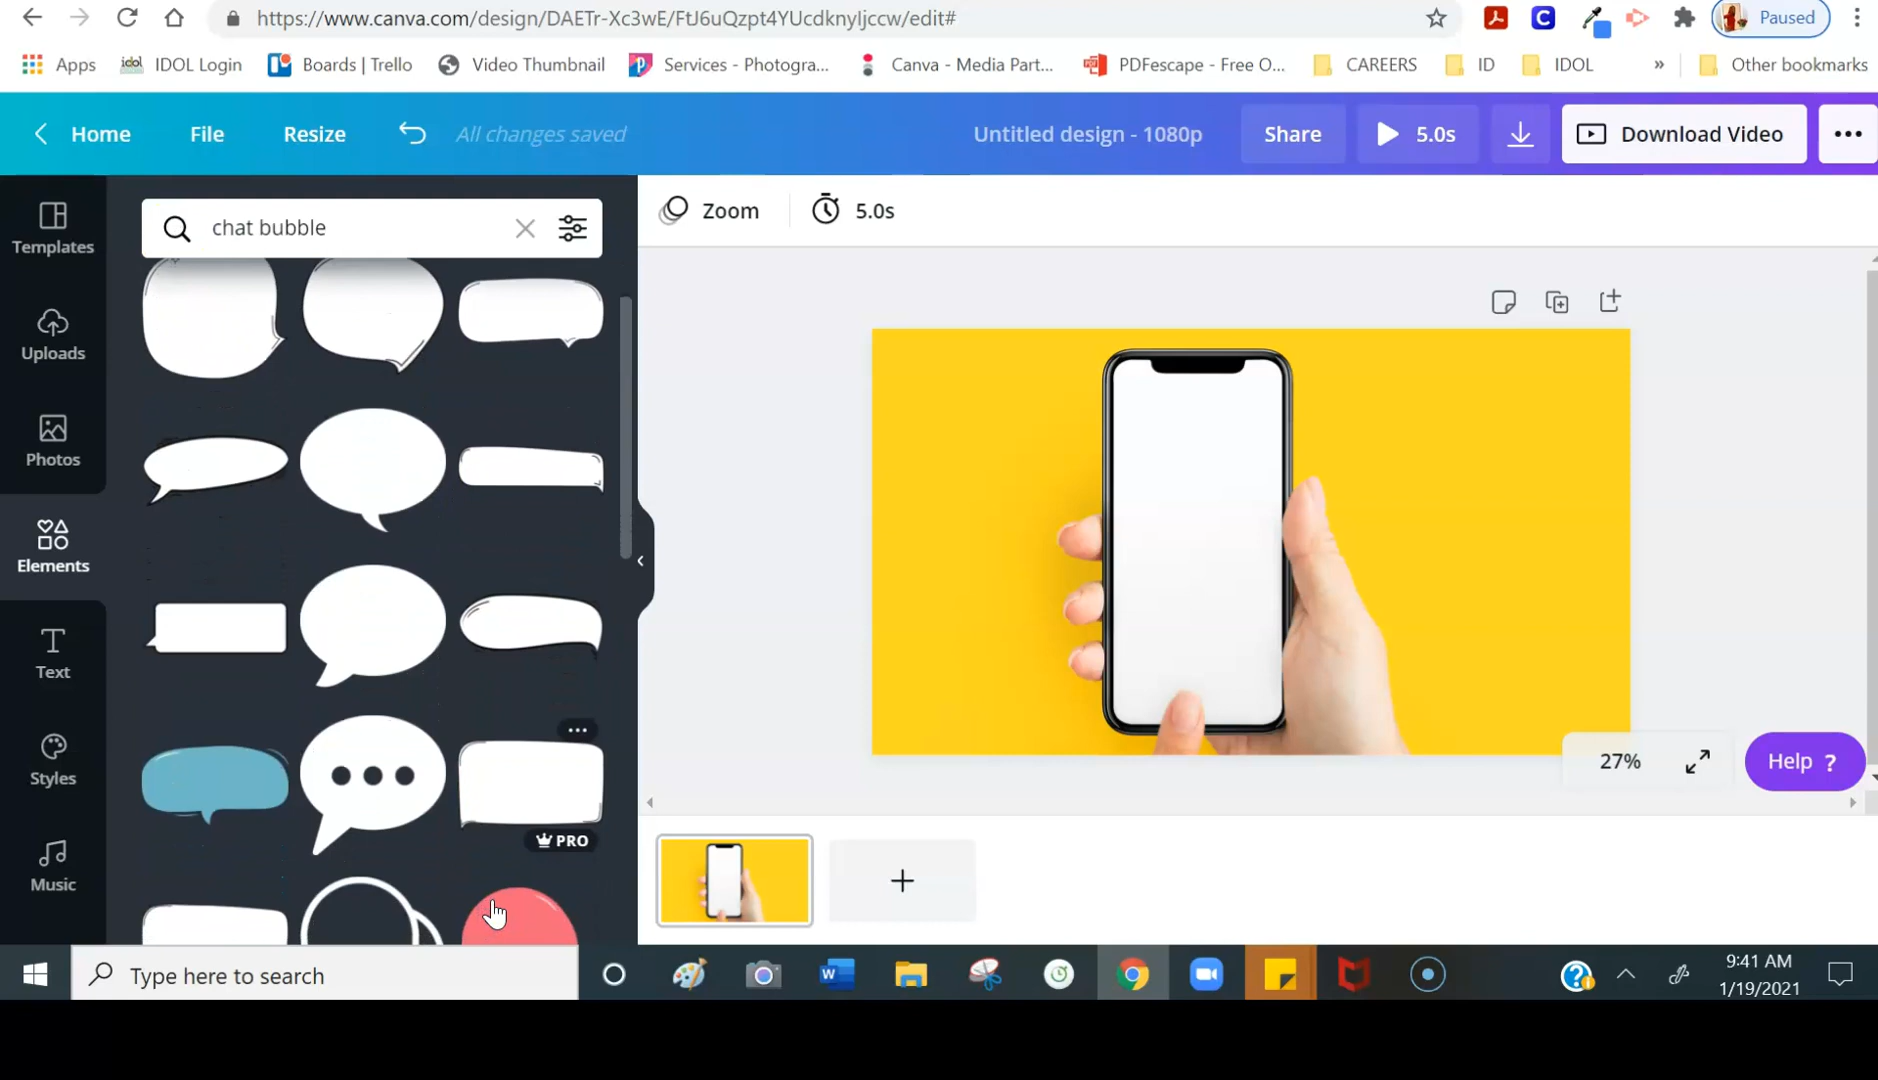 https://www.canva.com/design/DAETr-Xc3wE/FtJ6uQzpt4YUcdknyIjccw/edit#
Paused
Apps
idol IDOL Login
Boards | Trello
Video Thumbnail
Services - Photogra...
Canva - Media Part...
PDFescape - Free O...
CAREERS
ID
IDOL
»
Other bookmarks
Home
File
Resize
All changes saved
Untitled design - 1080p
Share
5.0s
Download Video
Templates
Uploads
Photos
Elements
Text
Styles
Music
chat bubble
PRO
Zoom
5.0s
27%
Help ?
Type here to search
9:41 AM
1/19/2021